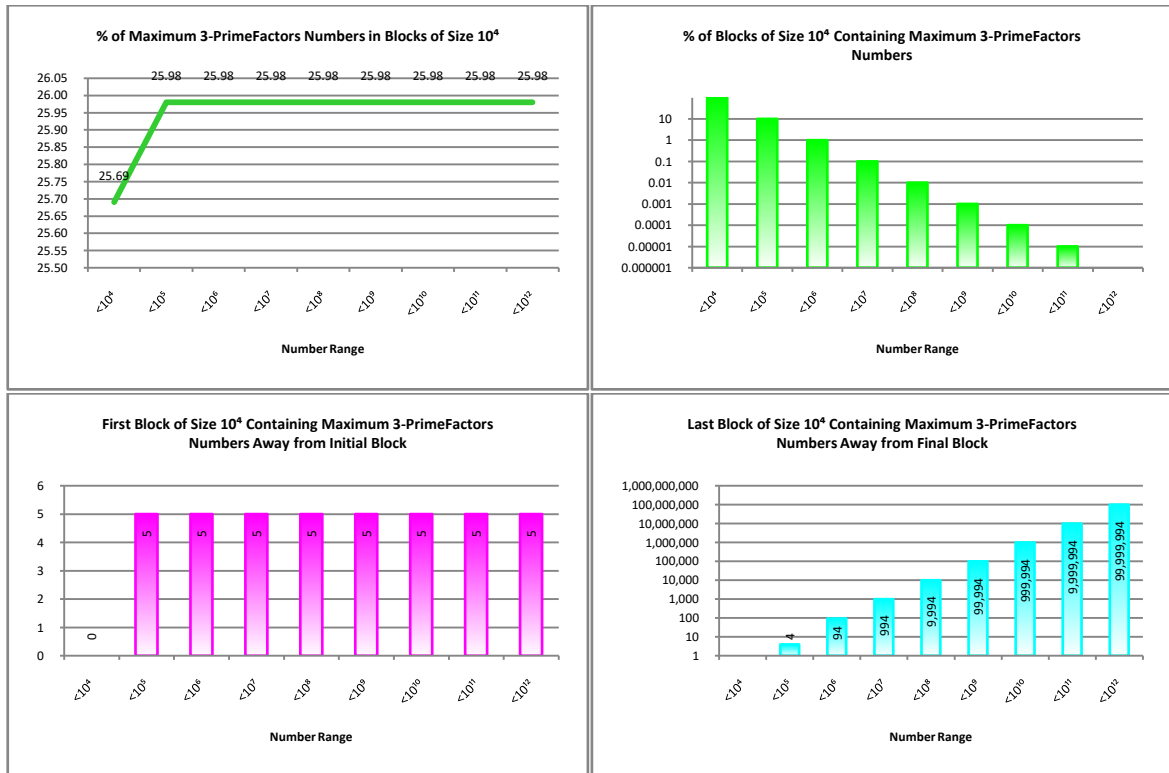 % of Maximum 3-PrimeFactors Numbers in Blocks of Size 10⁴
25.98 25.98 25.98 25.98 25.98 25.98 25.98 25.98
26.05
26.00
25.95
25.90
25.85
25.80
25.75
25.70
25.65
25.60
25.55
25.50
25.69
<10⁴ <10⁵ <10⁶ <10⁷ <10⁸ <10⁹ <10¹⁰ <10¹¹ <10¹²
Number Range
% of Blocks of Size 10⁴ Containing Maximum 3-PrimeFactors
Numbers
10
1
0.1
0.01
0.001
0.0001
0.00001
0.000001
<10⁴ <10⁵ <10⁶ <10⁷ <10⁸ <10⁹ <10¹⁰ <10¹¹ <10¹²
Number Range
First Block of Size 10⁴ Containing Maximum 3-PrimeFactors
Numbers Away from Initial Block
6
5
4
3
2
1
0
0 5 5 5 5 5 5 5 5
<10⁴ <10⁵ <10⁶ <10⁷ <10⁸ <10⁹ <10¹⁰ <10¹¹ <10¹²
Number Range
Last Block of Size 10⁴ Containing Maximum 3-PrimeFactors
Numbers Away from Final Block
1,000,000,000
100,000,000
10,000,000
1,000,000
100,000
10,000
1,000
100
10
1
4 94 994 9,994 99,994 999,994 9,999,994 99,999,994
<10⁴ <10⁵ <10⁶ <10⁷ <10⁸ <10⁹ <10¹⁰ <10¹¹ <10¹²
Number Range